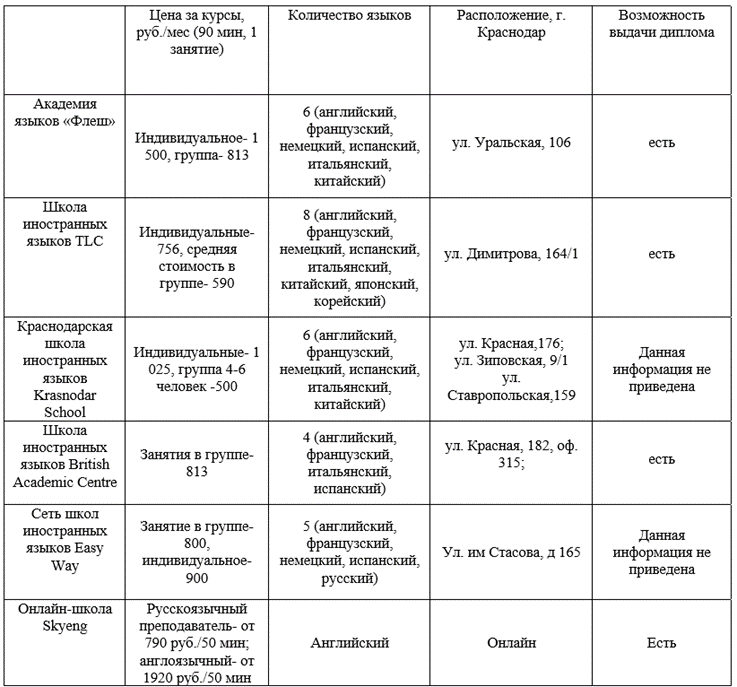 Цена за курсы,
руб./мес (90 мин, 1
занятие)
Количество языков
Расположение, г.
Краснодар
Возможность
выдачи диплома
Академия
языков «Флеш»
Индивидуальное- 1
500, группа- 813
6 (английский,
французский,
немецкий, испанский,
итальянский,
китайский)
ул. Уральская, 106
есть
Школа
иностранных
языков TLC
Индивидуальные-
756, средняя
стоимость в
группе- 590
8 (английский,
французский,
немецкий, испанский,
итальянский,
китайский, японский,
корейский)
ул. Димитрова, 164/1
есть
Краснодарская
школа
иностранных
языков
Krasnodar
School
Индивидуальные- 1
025, группа 4-6
человек -500
6 (английский,
французский,
немецкий, испанский,
итальянский,
китайский)
ул. Красная,176;
ул. Зиповская, 9/1
ул.
Ставропольская,159
Данная
информация не
приведена
Школа
иностранных
языков British
Academic Centre
Занятия в группе-
813
4 (английский,
французский,
итальянский,
испанский)
ул. Красная, 182, оф.
315;
есть
Сеть школ
иностранных
языков Easy
Way
Занятие в группе-
800,
индивидуальное-
900
5 (английский,
французский,
немецкий, испанский,
русский)
Ул. им Стасова, д 165
Данная
информация не
приведена
Онлайн-школа
Skyeng
Русскоязычный
преподаватель- от
790 руб./50 мин;
англоязычный- от
1920 руб./50 мин
Английский
Онлайн
Есть